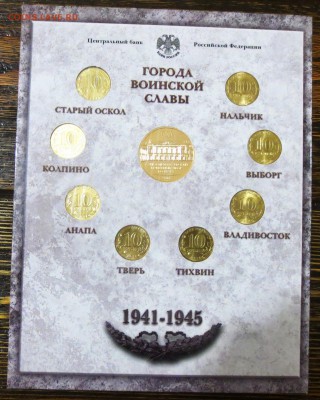 Центральный банк
Российской Федерации
ГОРОДА
ВОИНСКОЙ
СЛАВЫ
СТАРЫЙ ОСКОЛ
НАЛЬЧИК
КОЛПИНО
ВЫБОРГ
АНАПА
ВЛАДИВОСТОК
ТВЕРЬ
ТИХВИН
1941-1945